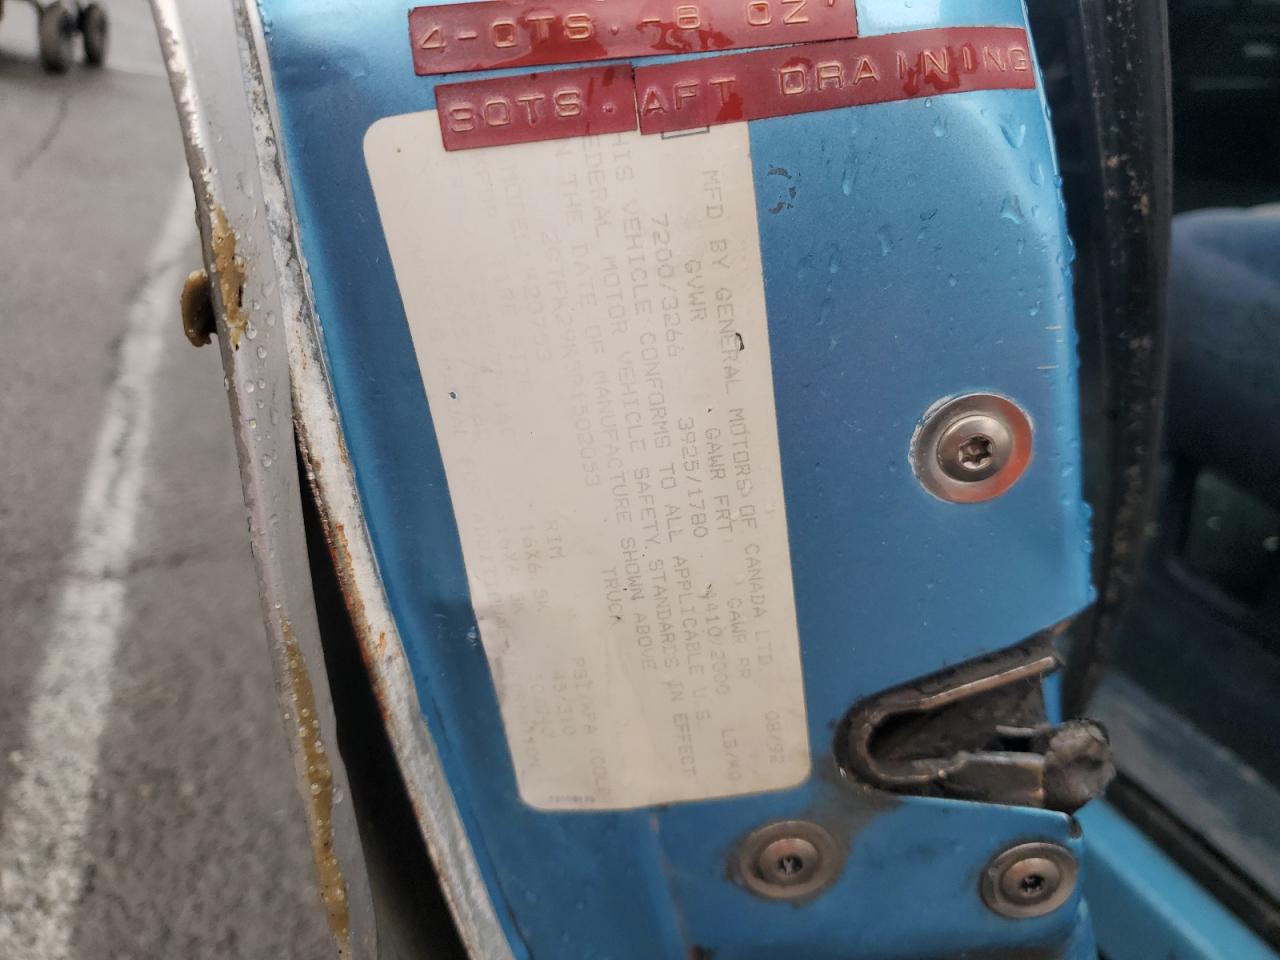 4-QTS.-8 OZ'
8QTS. AFT DRAINING
MFD BY GENERAL MOTORS OF CANADA LTD 08/92
GVWR GAWR FRT GAWR RR
7200/3266 3925/1780 4410/2000 LB/KG
THIS VEHICLE CONFORMS TO ALL APPLICABLE U.S.
FEDERAL MOTOR VEHICLE SAFETY STANDARDS IN EFFECT
ON THE DATE OF MANUFACTURE SHOWN ABOVE
TRUCK
MODEL RIM PSI/KPA (COLD)
16X6.5K 45/310